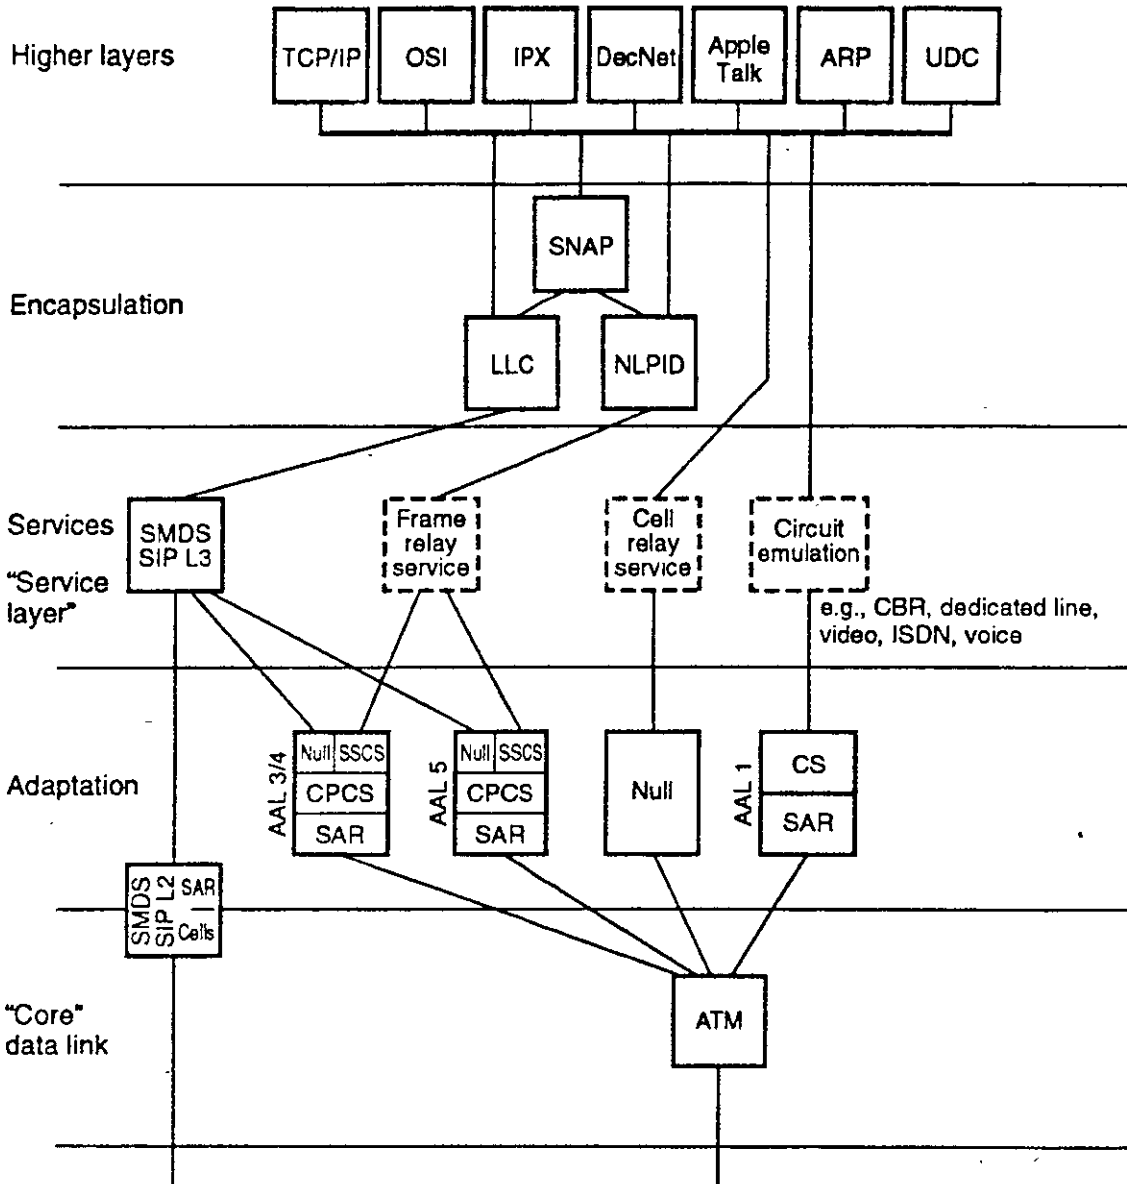 Higher layers
TCP/IP
OSI
IPX
DecNet
Apple
Talk
ARP
UDC
Encapsulation
SNAP
LLC
NLPID
Services
"Service
layer"
SMDS
SIP L3
Frame
relay
service
Cell
relay
service
Circuit
emulation
e.g., CBR, dedicated line,
video, ISDN, voice
Adaptation
AAL 3/4
Null SSCS
CPCS
SAR
AAL 5
Null SSCS
CPCS
SAR
Null
AAL 1
CS
SAR
SMDS
SIP L2
SAR
Cells
"Core"
data link
ATM